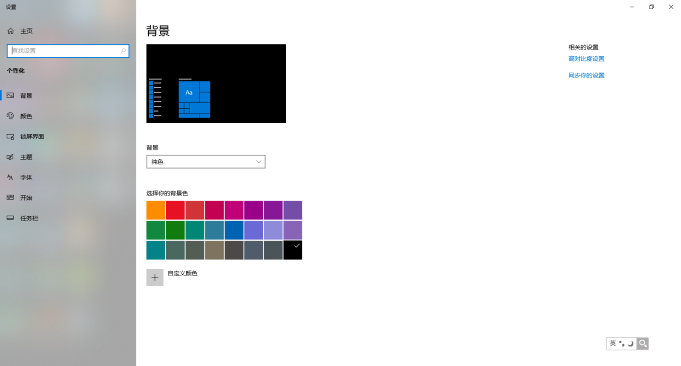 设置
主页
查找设置
个性化
背景
颜色
锁屏界面
主题
字体
开始
任务栏
背景
Aa
背景
纯色
选择你的背景色
自定义颜色
相关的设置
高对比度设置
同步你的设置
英